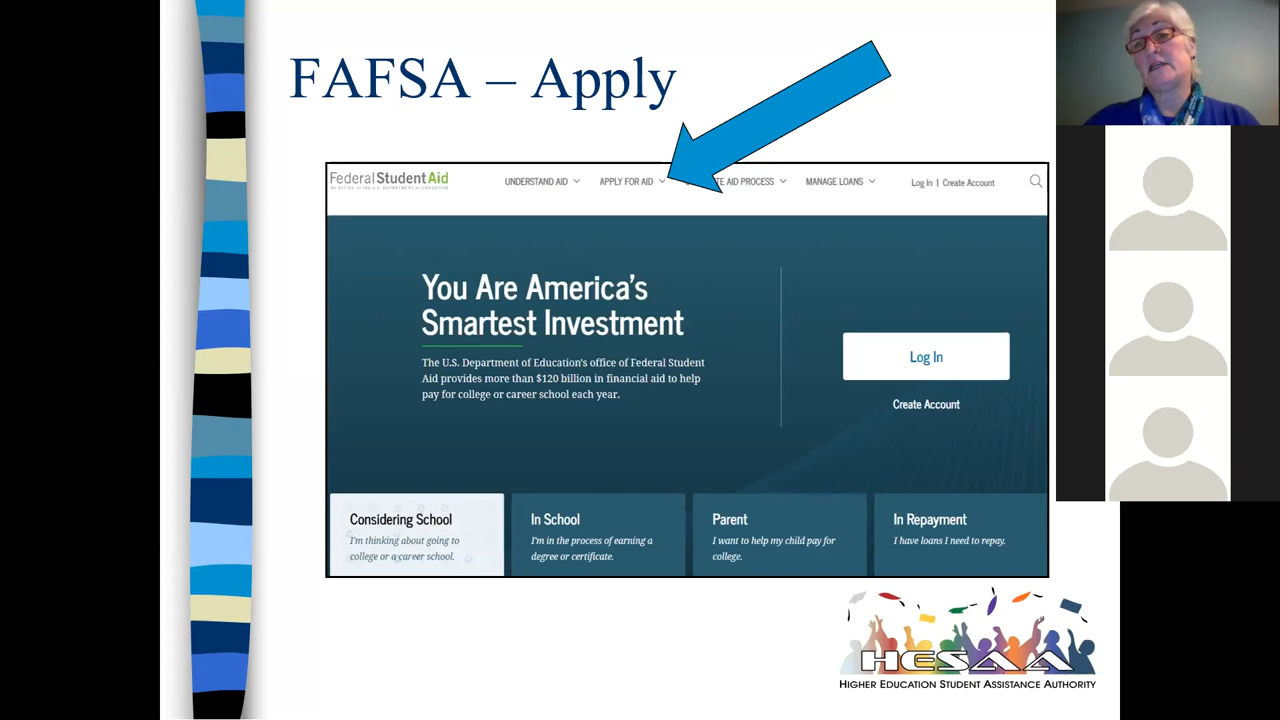 FAFSA – Apply
Federal Student Aid
UNDERSTAND AID
APPLY FOR AID
AID PROCESS
MANAGE LOANS
Log In | Create Account
You Are America's
Smartest Investment
The U.S. Department of Education's office of Federal Student
Aid provides more than $120 billion in financial aid to help
pay for college or career school each year.
Log In
Create Account
Considering School
I'm thinking about going to
college or a career school.
In School
I'm in the process of earning a
degree or certificate.
Parent
I want to help my child pay for
college.
In Repayment
I have loans I need to repay.
HESAA
HIGHER EDUCATION STUDENT ASSISTANCE AUTHORITY